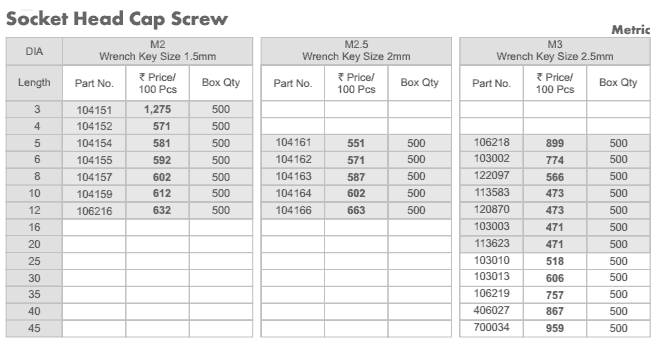 Socket Head Cap Screw
Metric
DIA M2 M2.5 M3
Wrench Key Size 1.5mm Wrench Key Size 2mm Wrench Key Size 2.5mm
Length Part No. ₹ Price/ 100 Pcs Box Qty Part No. ₹ Price/ 100 Pcs Box Qty Part No. ₹ Price/ 100 Pcs Box Qty
3 104151 1,275 500
4 104152 571 500
5 104154 581 500 104161 551 500 106218 899 500
6 104155 592 500 104162 571 500 103002 774 500
8 104157 602 500 104163 587 500 122097 566 500
10 104159 612 500 104164 602 500 113583 473 500
12 106216 632 500 104166 663 500 120870 473 500
16 103003 471 500
20 113623 471 500
25 103010 518 500
30 103013 606 500
35 106219 757 500
40 406027 867 500
45 700034 959 500